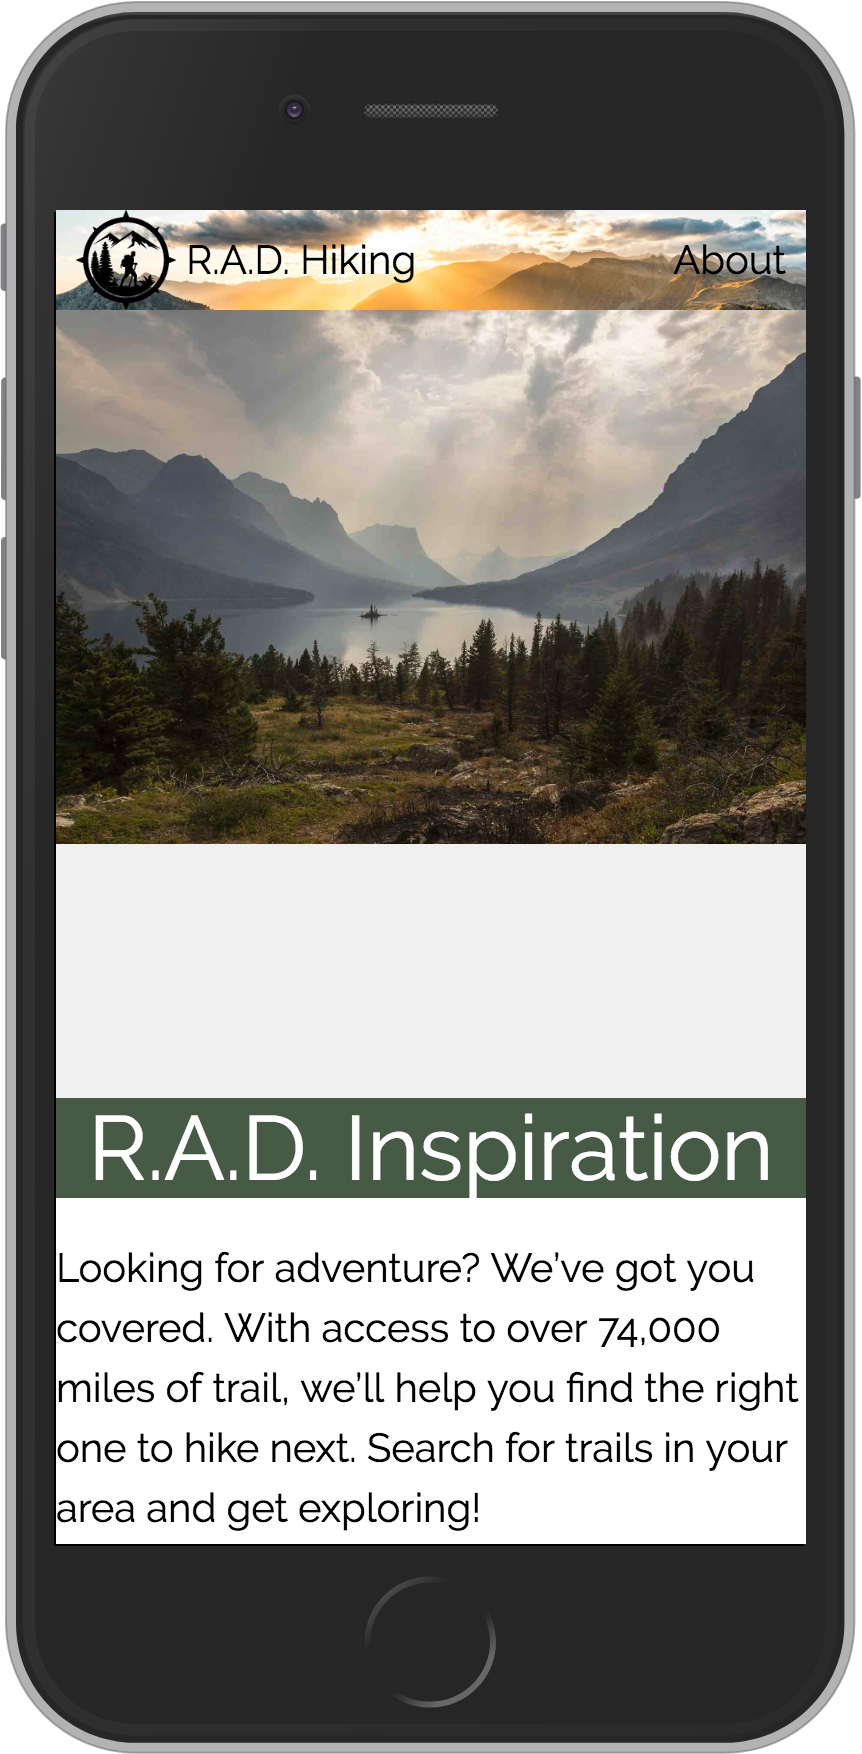 R.A.D. Hiking About
R.A.D. Inspiration
Looking for adventure? We’ve got you
covered. With access to over 74,000
miles of trail, we’ll help you find the right
one to hike next. Search for trails in your
area and get exploring!